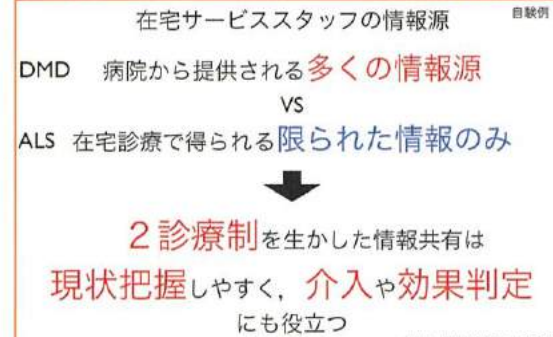 在宅サービススタッフの情報源
自験例
DMD 病院から提供される多くの情報源
VS
ALS 在宅診療で得られる限られた情報のみ
2診療制を生かした情報共有は
現状把握しやすく，介入や効果判定
にも役立つ